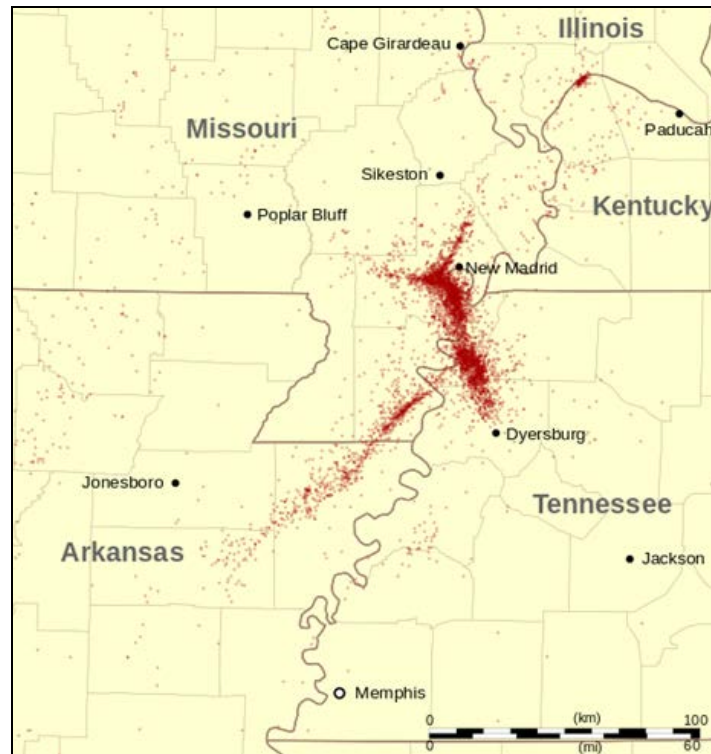 Illinois
Cape Girardeau
Missouri
Paducah
Sikeston
Kentucky
Poplar Bluff
New Madrid
Dyersburg
Jonesboro
Tennessee
Arkansas
Jackson
Memphis
0 (km) 100
0 (mi) 60